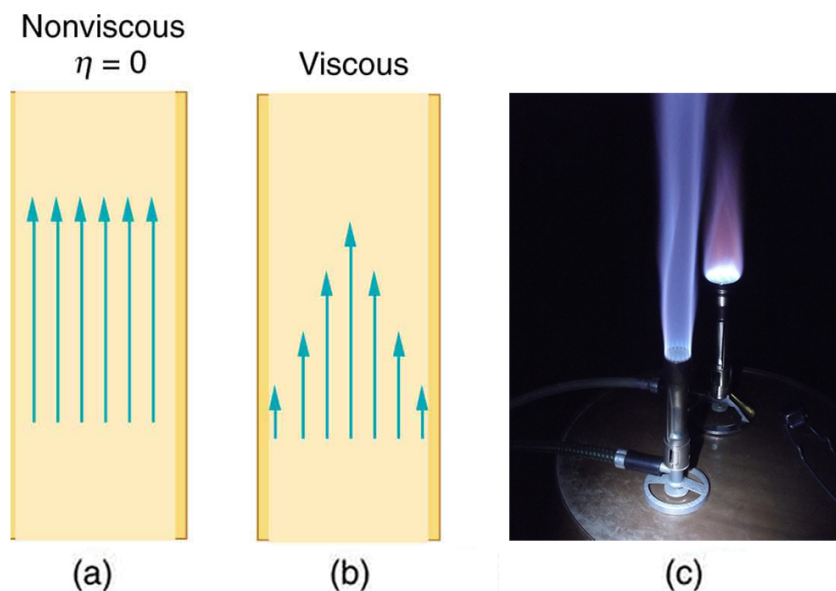 Nonviscous
η = 0
Viscous
(a)
(b)
(c)